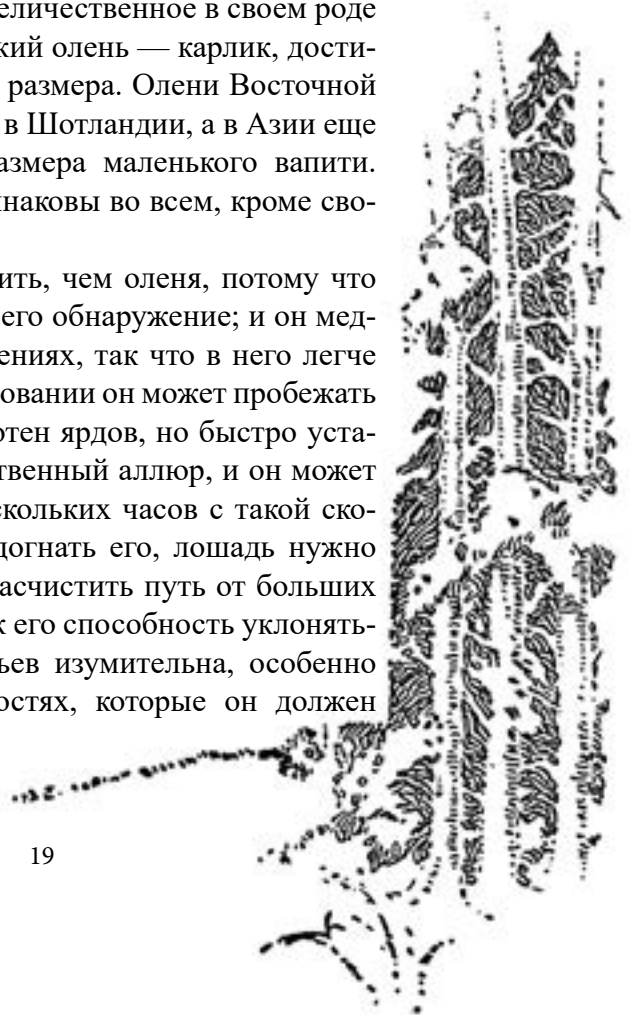 еличественное в своем роде
кий олень — карлик, дости-
размера. Олени Восточной
в Шотландии, а в Азии еще
азмера маленького вапити.
инаковы во всем, кроме сво-
ить, чем оленя, потому что
его обнаружение; и он мед-
ениях, так что в него легче
овании он может пробежать
отен ярдов, но быстро уста-
твенный аллюр, и он может
скольких часов с такой ско-
догнать его, лошадь нужно
асчистить путь от больших
к его способность уклонять-
ьев изумительна, особенно
остях, которые он должен
19